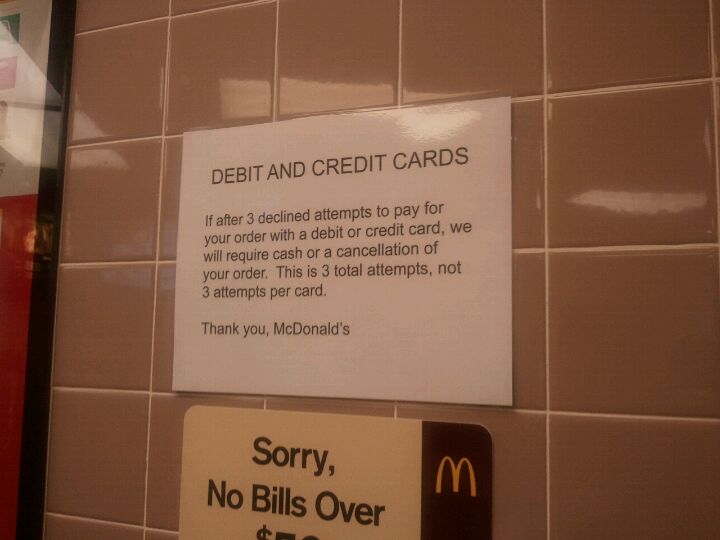 DEBIT AND CREDIT CARDS
If after 3 declined attempts to pay for
your order with a debit or credit card, we
will require cash or a cancellation of
your order. This is 3 total attempts, not
3 attempts per card.
Thank you, McDonald's
Sorry,
No Bills Over